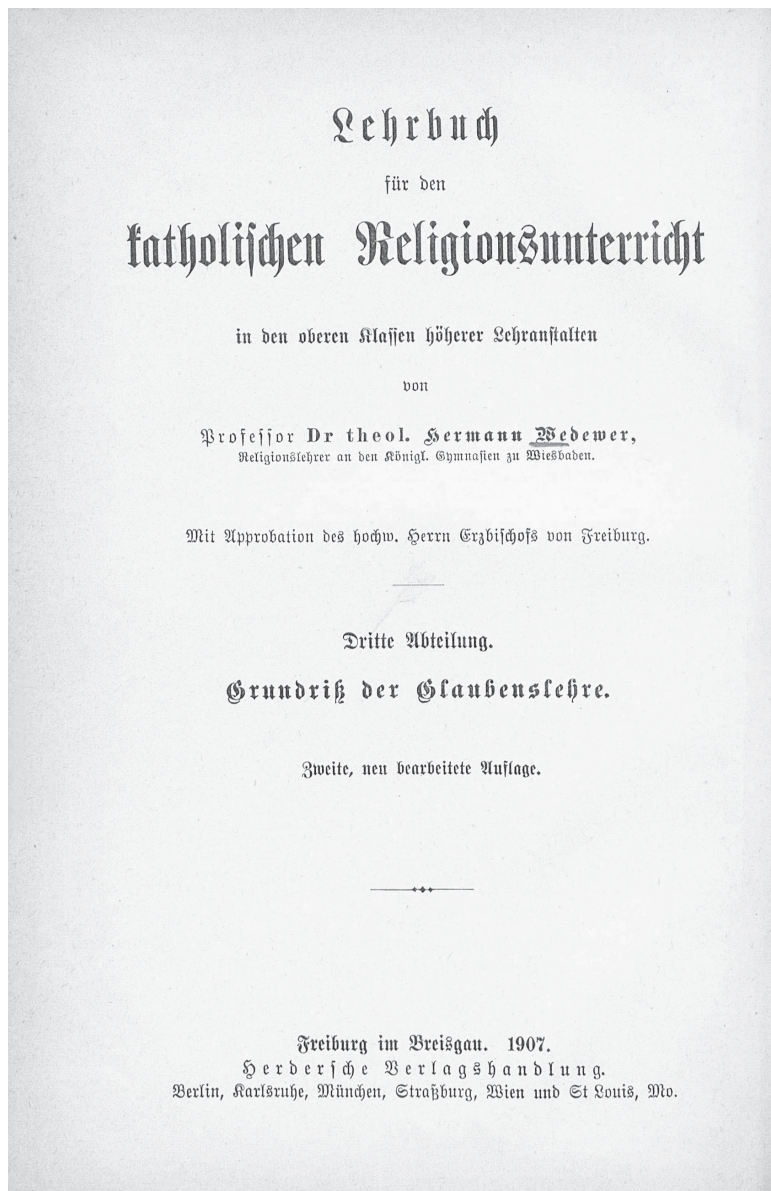 Lehrbuch
für den
katholischen Religionsunterricht
in den oberen Klassen höherer Lehranstalten
von
Professor Dr theol. Hermann Wedewer,
Religionslehrer an den Königl. Gymnasien zu Wiesbaden.
Mit Approbation des hochw. Herrn Erzbischofs von Freiburg.
Dritte Abteilung.
Grundriß der Glaubenslehre.
Zweite, neu bearbeitete Auflage.
Freiburg im Breisgau. 1907.
Herdersche Verlagshandlung.
Berlin, Karlsruhe, München, Straßburg, Wien und St Louis, Mo.